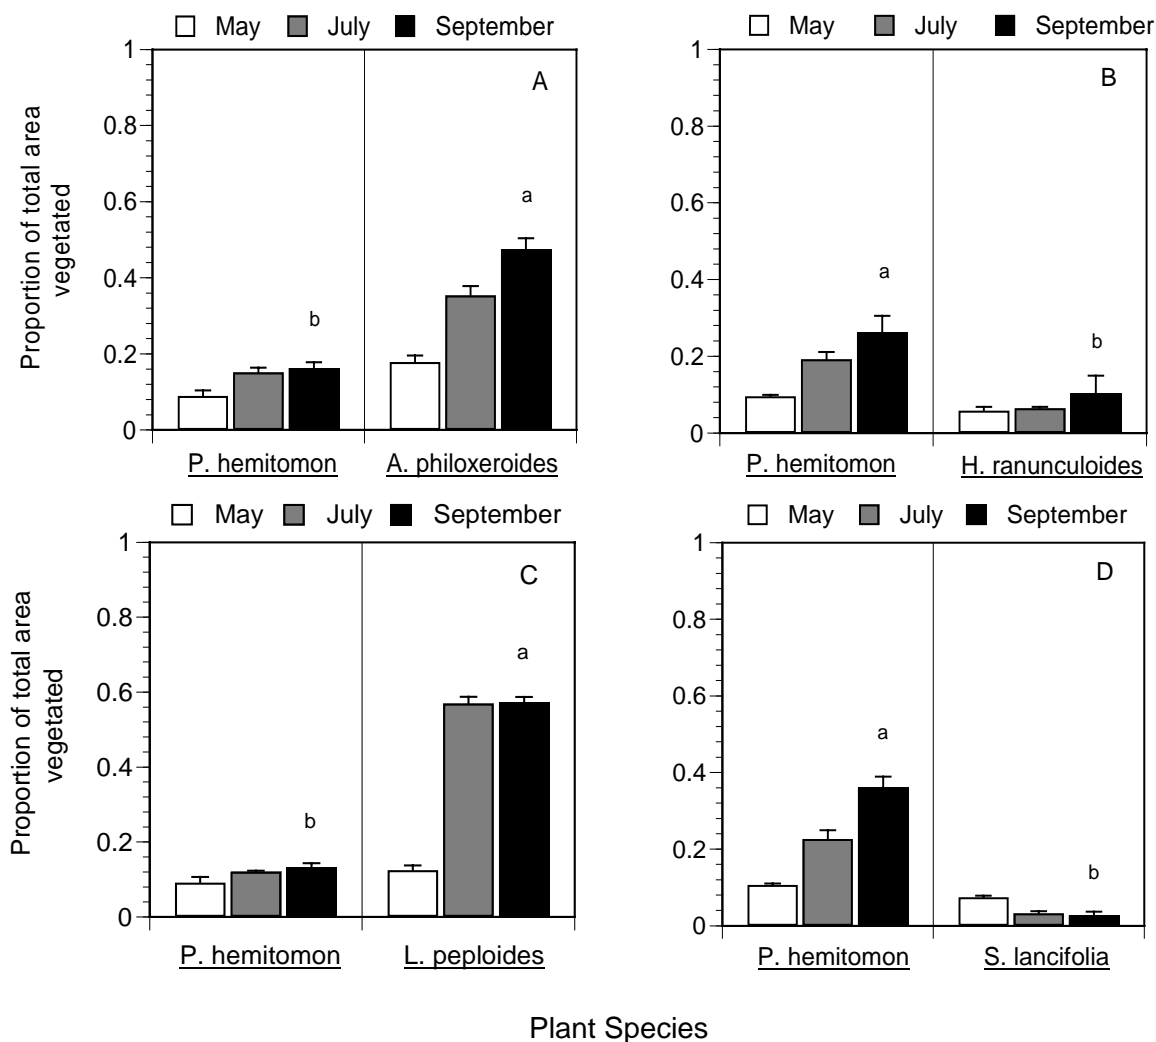 May July September
1
0.8
0.6
0.4
0.2
0
Proportion of total area
vegetated
A
b
a
P. hemitomon A. philoxeroides
May July September
1
0.8
0.6
0.4
0.2
0
B
a
b
P. hemitomon H. ranunculoides
May July September
1
0.8
0.6
0.4
0.2
0
Proportion of total area
vegetated
C
b
a
P. hemitomon L. peploides
May July September
1
0.8
0.6
0.4
0.2
0
D
a
b
P. hemitomon S. lancifolia
Plant Species